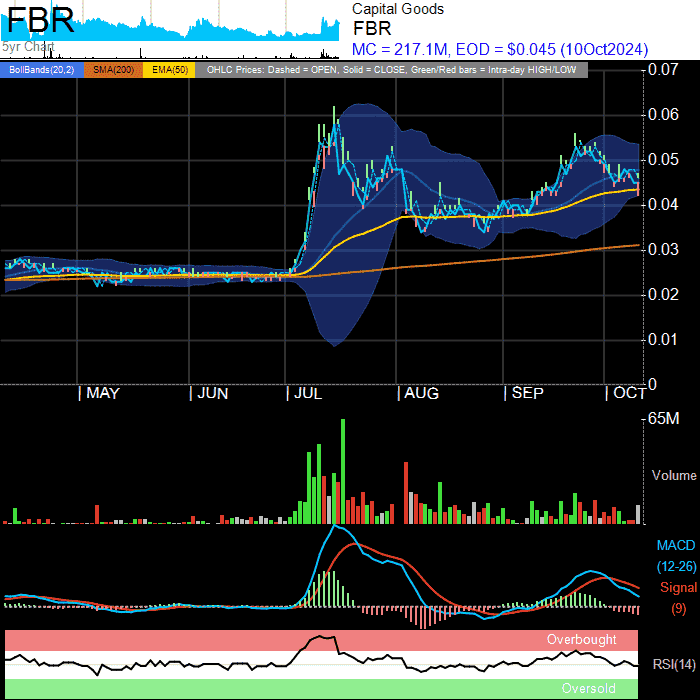 FBR
5yr Chart
Capital Goods
FBR
MC = 217.1M, EOD = $0.045 (10Oct2024)
BollBands(20,2) SMA(200) EMA(50) OHLC Prices: Dashed = OPEN, Solid = CLOSE, Green/Red bars = Intra-day HIGH/LOW
0.07
0.06
0.05
0.04
0.03
0.02
0.01
0
| MAY | JUN | JUL | AUG | SEP | OCT
65M
Volume
MACD
(12-26)
Signal
(9)
Overbought
RSI(14)
Oversold